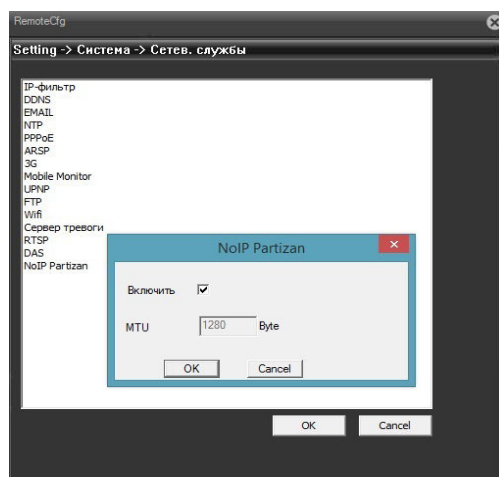 RemoteCfg
Setting -> Система -> Сетев. службы
IP-фильтр
DDNS
EMAIL
NTP
PPPoE
ARSP
3G
Mobile Monitor
UPNP
FTP
Wifi
Сервер тревоги
RTSP
DAS
NoIP Partizan
NoIP Partizan
Включить
MTU 1280 Byte
OK Cancel
OK Cancel